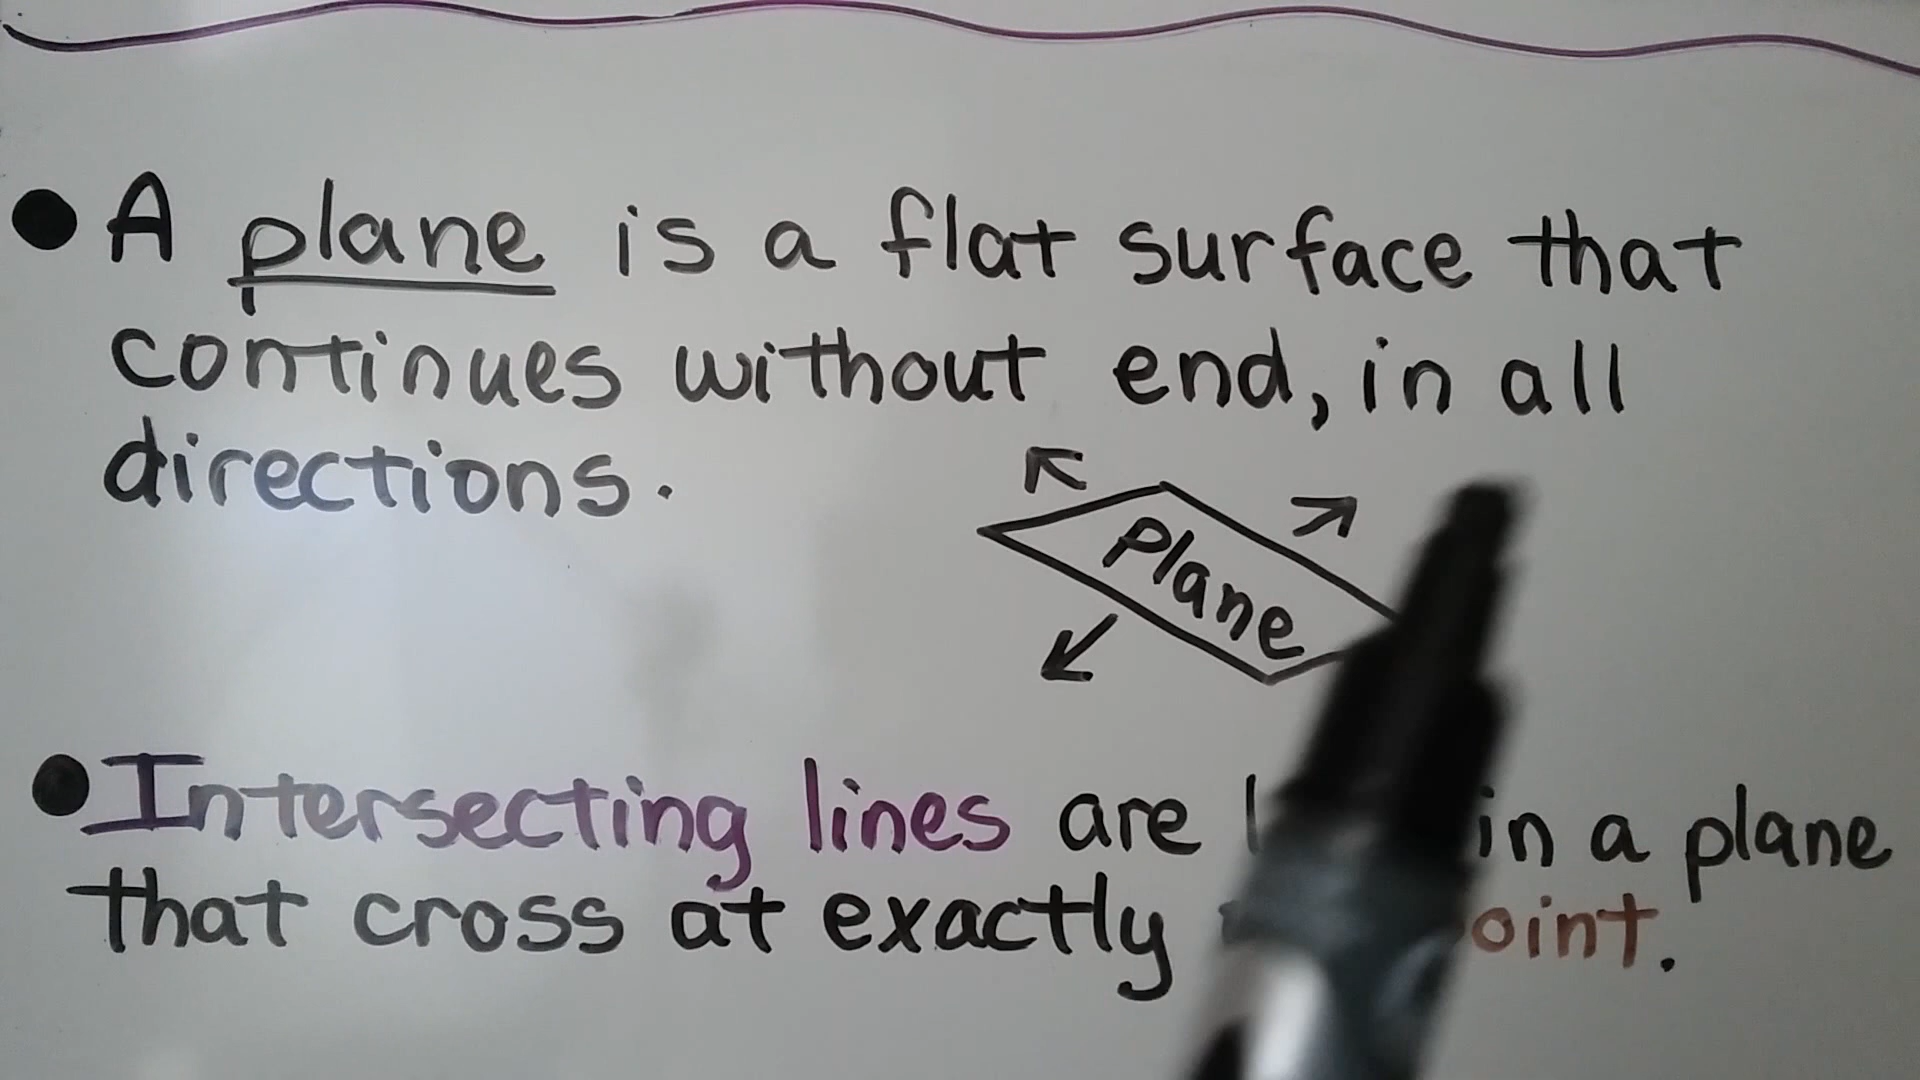 A plane is a flat surface that
continues without end, in all
directions.
Plane
Intersecting lines are in a plane
that cross at exactly oint.